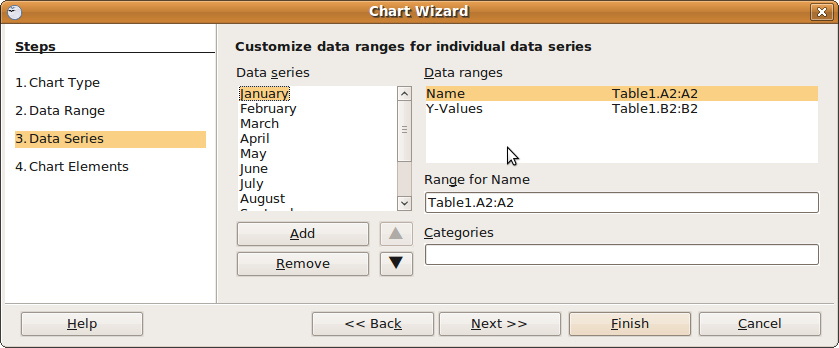 Chart Wizard
Steps
1. Chart Type
2. Data Range
3. Data Series
4. Chart Elements
Customize data ranges for individual data series
Data series
January
February
March
April
May
June
July
August
Add
Remove
Data ranges
Name Table1.A2:A2
Y-Values Table1.B2:B2
Range for Name
Table1.A2:A2
Categories
Help
<< Back
Next >>
Finish
Cancel